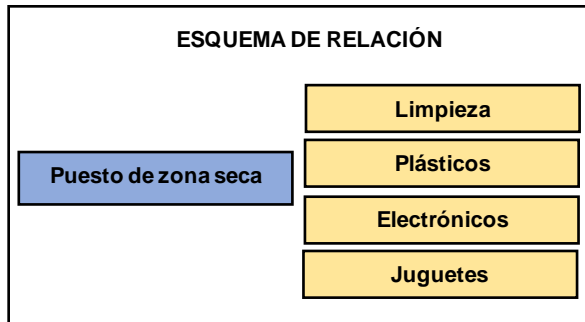 ESQUEMA DE RELACIÓN
Puesto de zona seca
Limpieza
Plásticos
Electrónicos
Juguetes